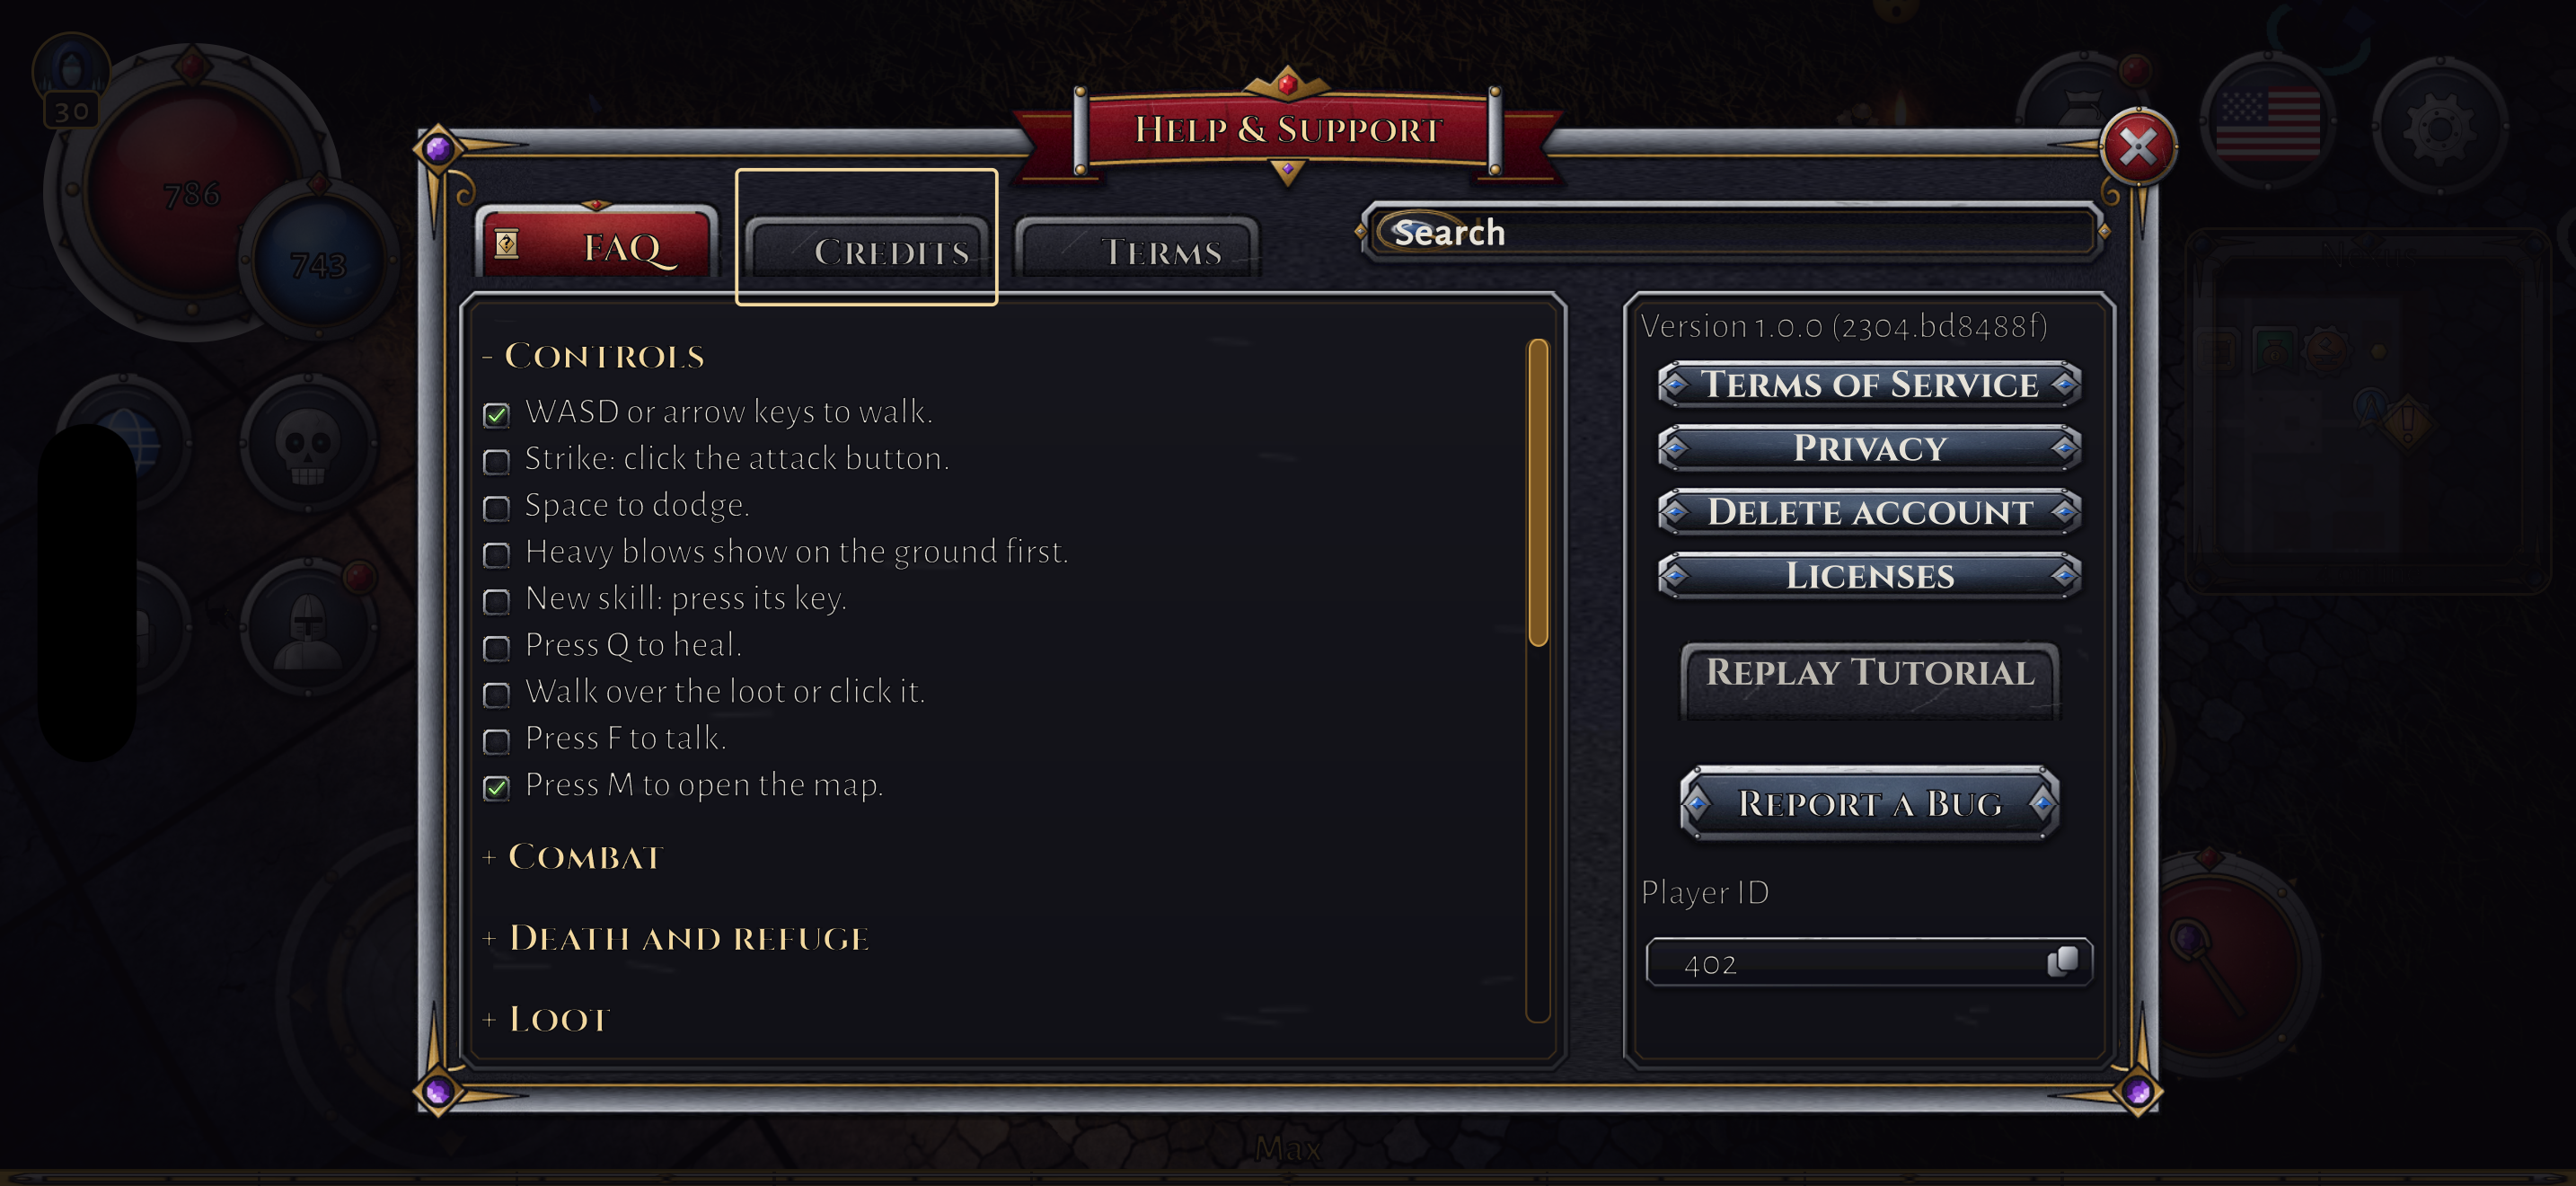 30
786
743
Help & Support
FAQ
Credits
Terms
Search
- Controls
WASD or arrow keys to walk.
Strike: click the attack button.
Space to dodge.
Heavy blows show on the ground first.
New skill: press its key.
Press Q to heal.
Walk over the loot or click it.
Press F to talk.
Press M to open the map.
+ Combat
+ Death and refuge
+ Loot
Version 1.0.0 (2304.bd8488f)
Terms of Service
Privacy
Delete account
Licenses
Replay Tutorial
Report a Bug
Player ID
402
Max